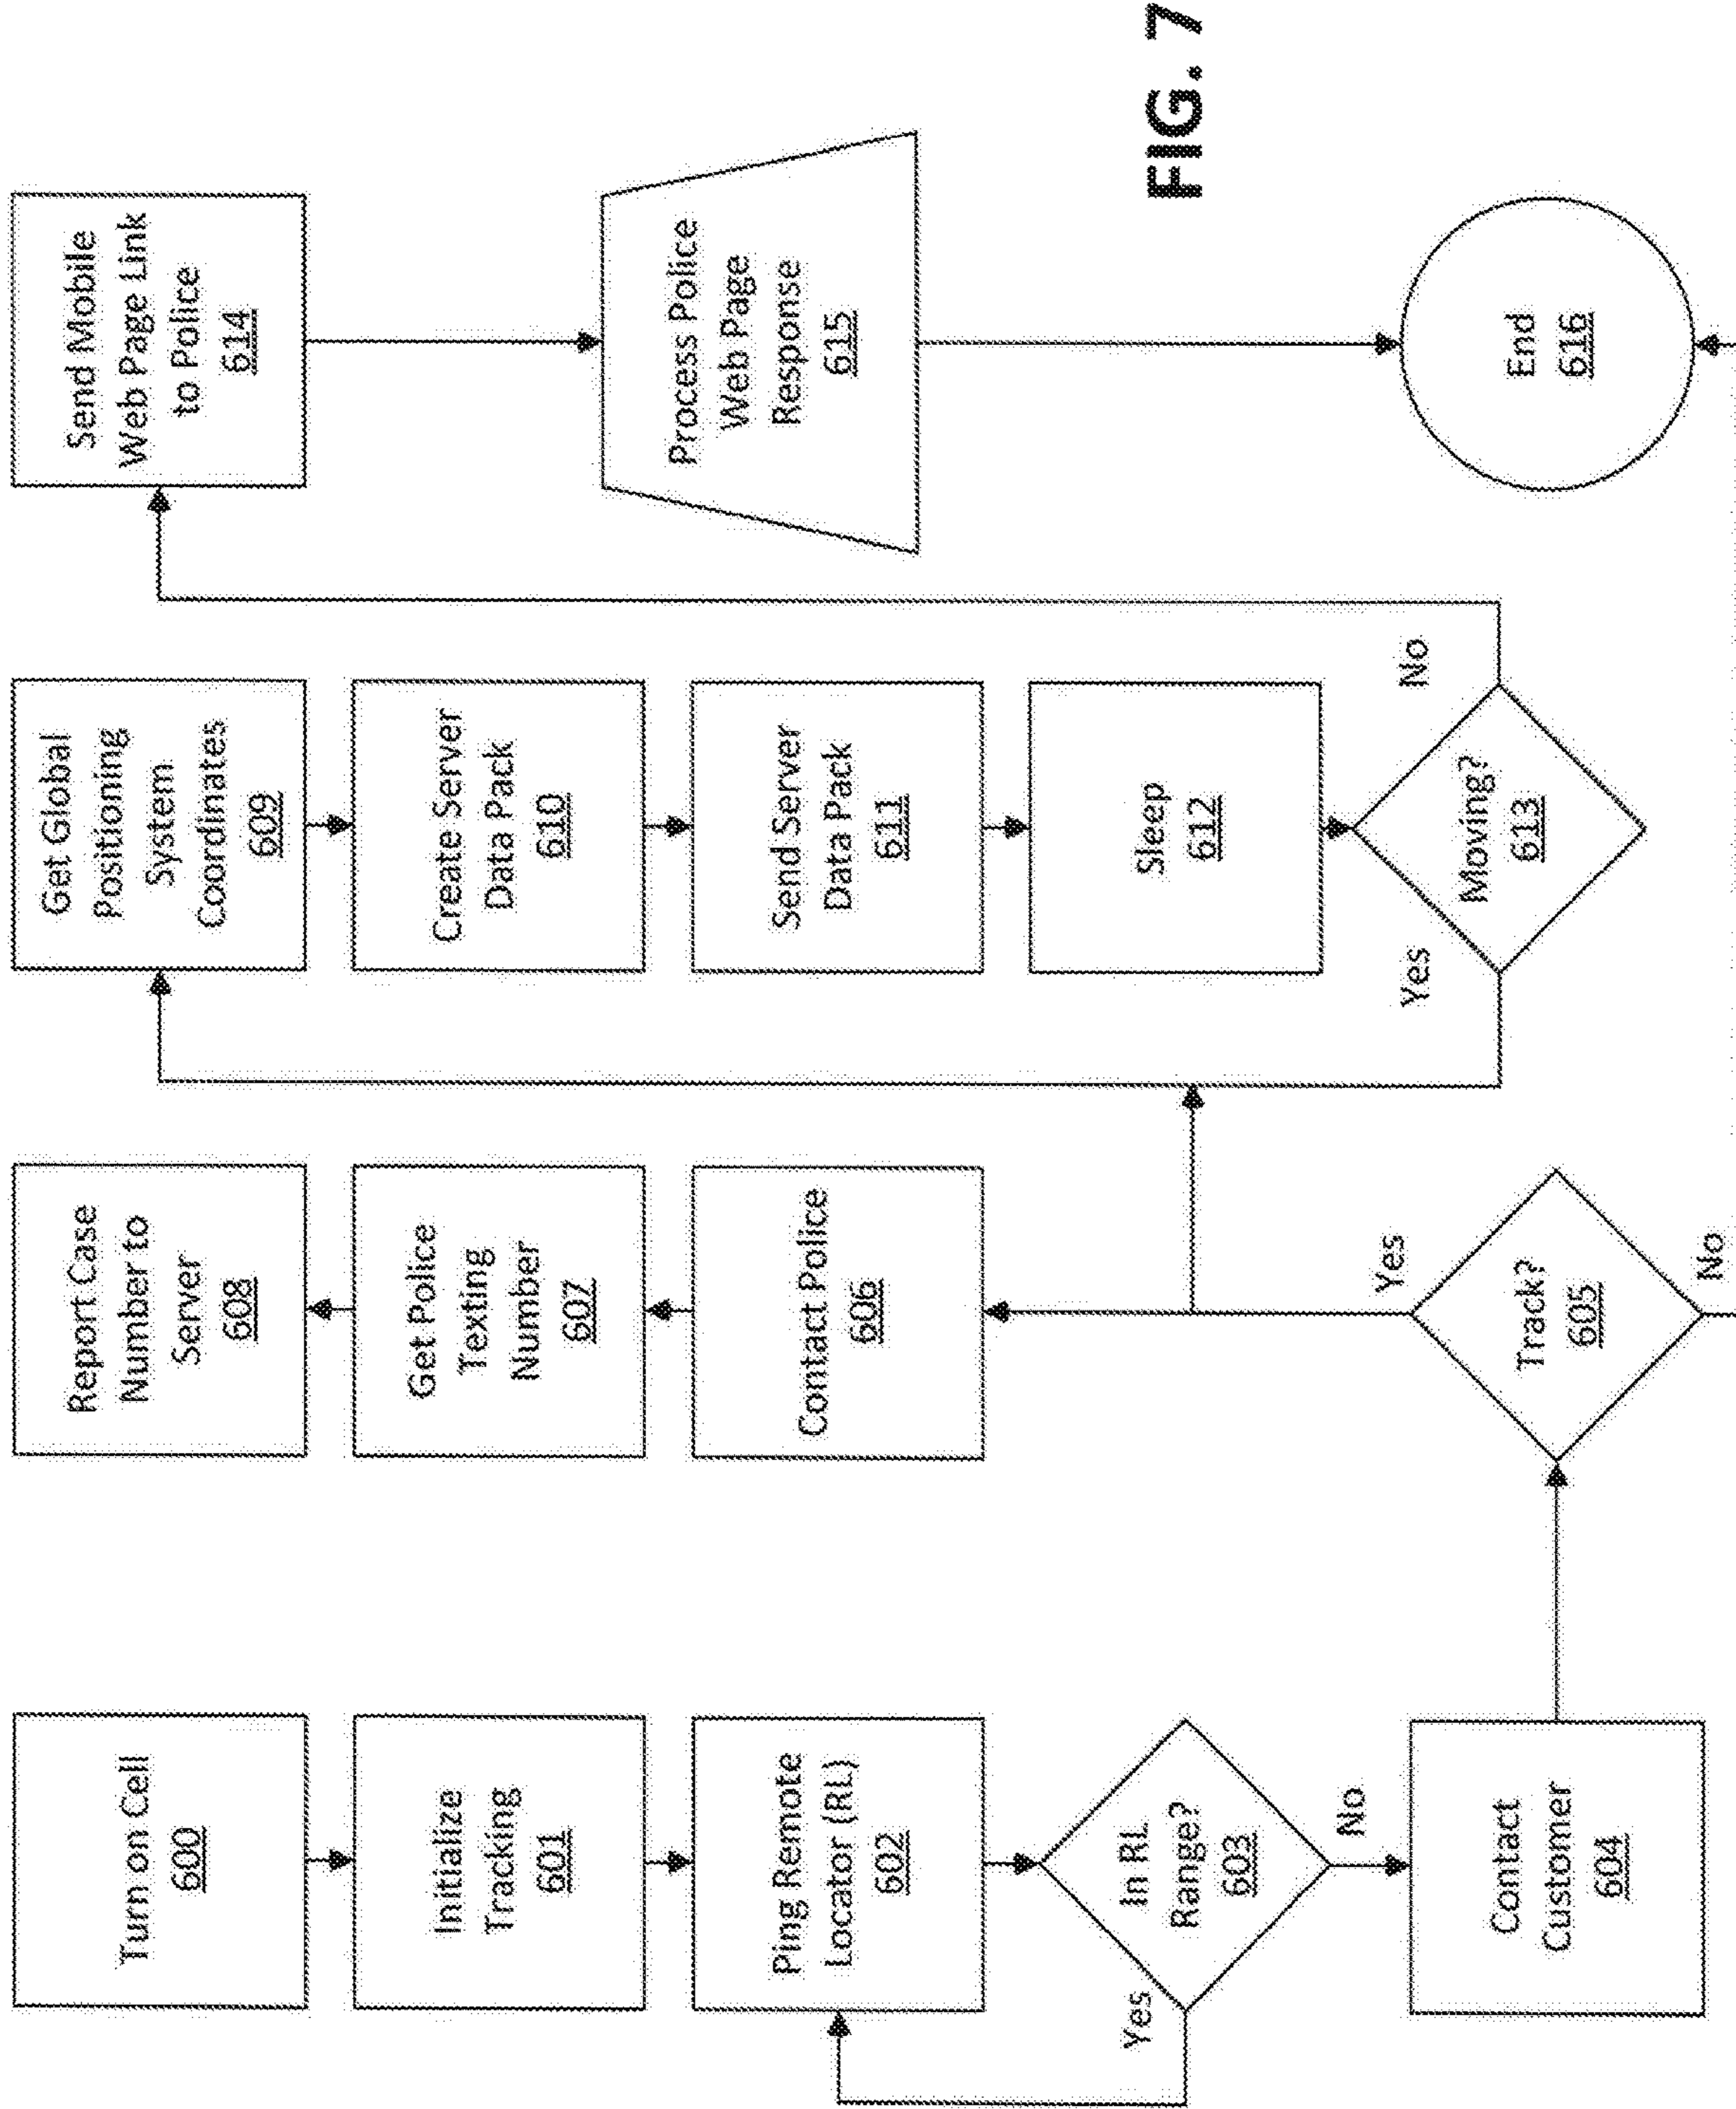 Turn on Cell
600
Initialize
Tracking
601
Ping Remote
Locator (RL)
602
In RL
Range?
603
Yes
No
Contact
Customer
604
Report Case
Number to
Server
608
Get Police
Texting
Number
607
Contact Police
606
Yes
Track?
605
No
Get Global
Positioning
System
Coordinates
609
Create Server
Data Pack
610
Send Server
Data Pack
611
Sleep
612
Yes
No
Moving?
613
Send Mobile
Web Page Link
to Police
614
Process Police
Web Page
Response
615
End
616
FIG. 7